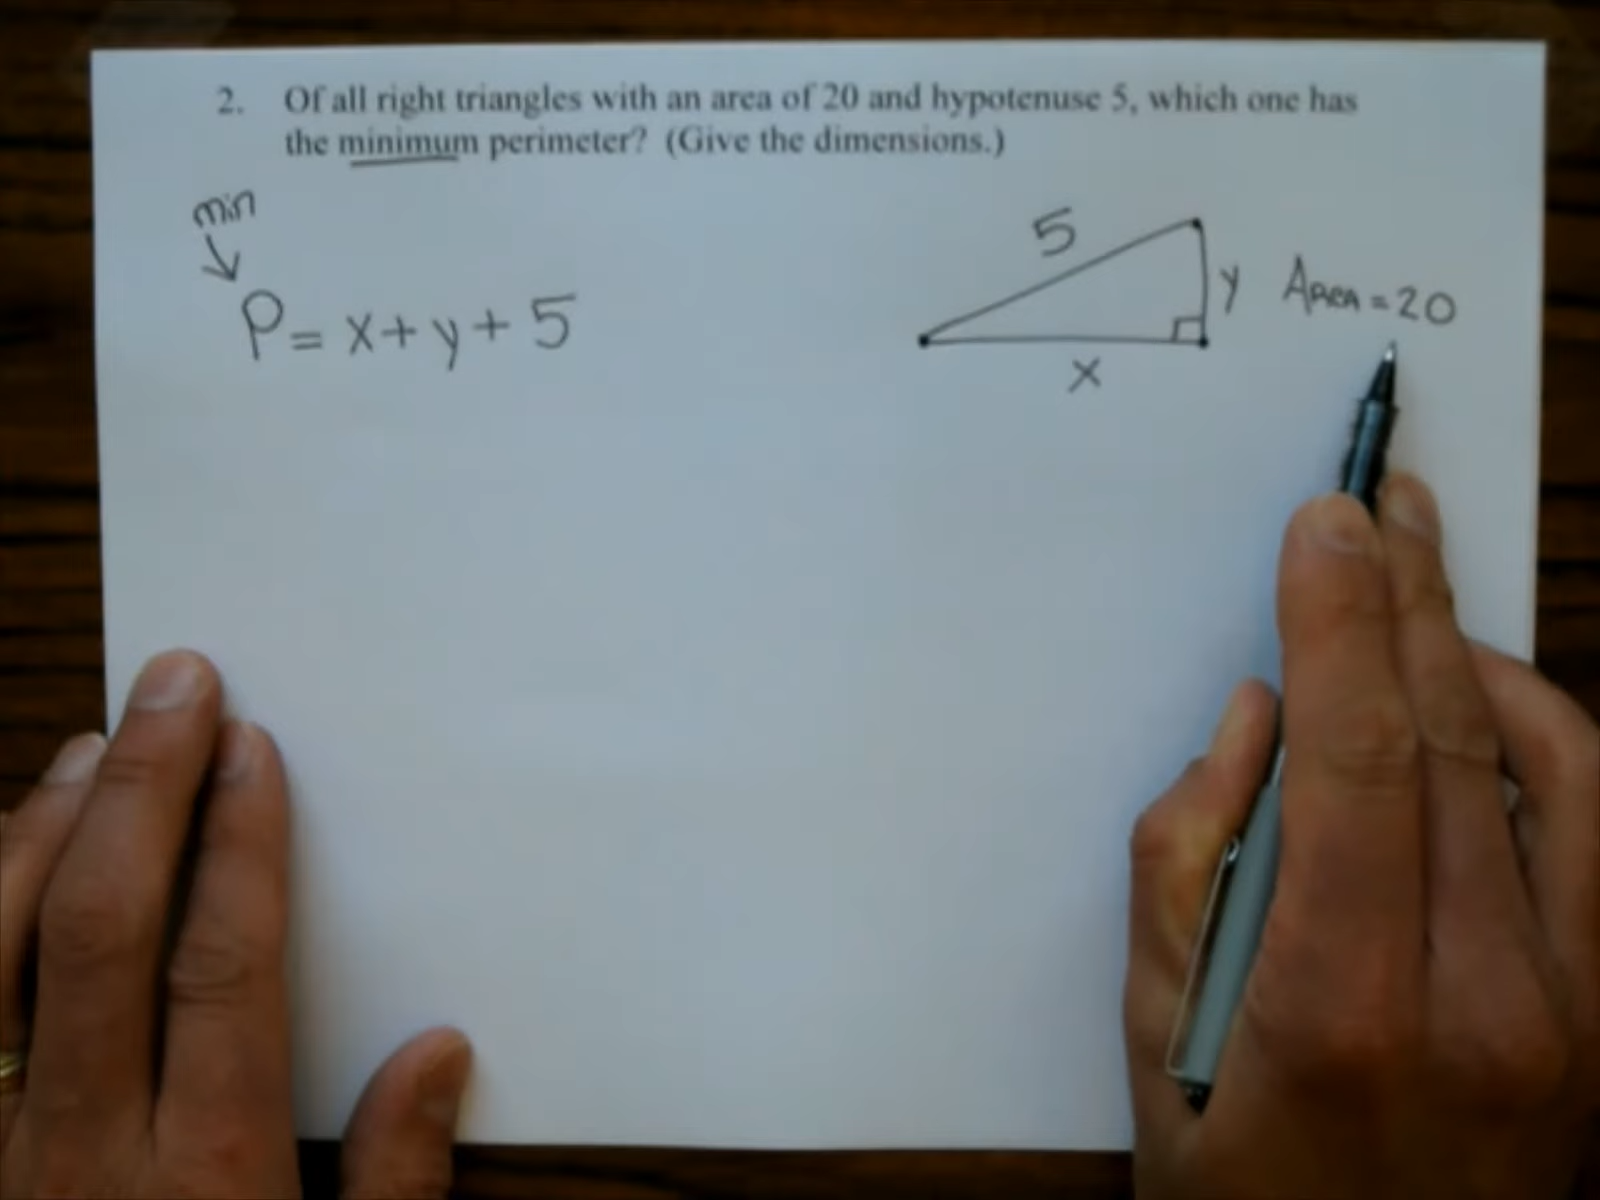 2. Of all right triangles with an area of 20 and hypotenuse 5, which one has
the minimum perimeter? (Give the dimensions.)
min
P = x + y + 5
5
y
Area = 20
x